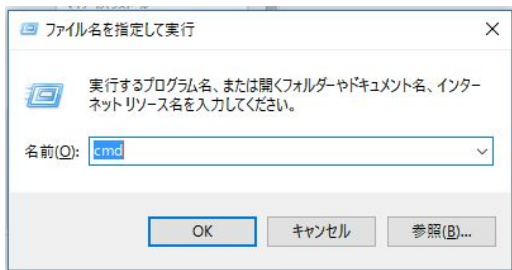 ファイル名を指定して実行
実行するプログラム名、または開くフォルダーやドキュメント名、インター
ネット リソース名を入力してください。
名前(O): cmd
OK キャンセル 参照(B)...